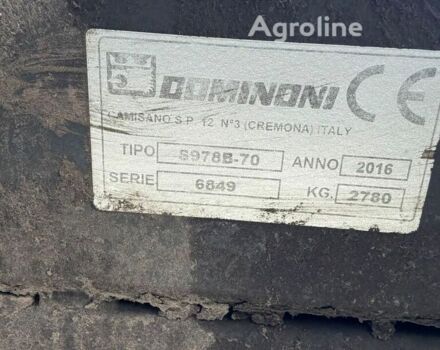 Agroline
DOMINONI CE
CAMISANO S.P. 12 N°3 (CREMONA) ITALY
TIPO S978B-70 ANNO 2016
SERIE 6849 KG. 2780